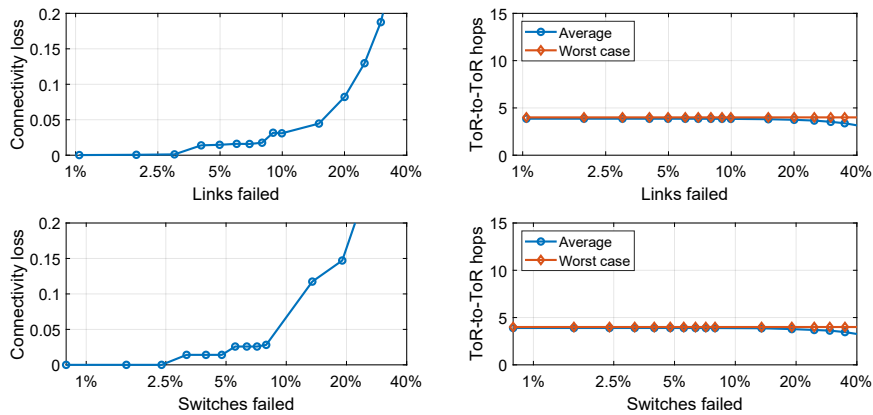 Connectivity loss
0.2
0.15
0.1
0.05
0
1% 2.5% 5% 10% 20% 40%
Links failed
ToR-to-ToR hops
15
10
5
0
Average
Worst case
1% 2.5% 5% 10% 20% 40%
Links failed
Connectivity loss
0.2
0.15
0.1
0.05
0
1% 2.5% 5% 10% 20% 40%
Switches failed
ToR-to-ToR hops
15
10
5
0
Average
Worst case
1% 2.5% 5% 10% 20% 40%
Switches failed